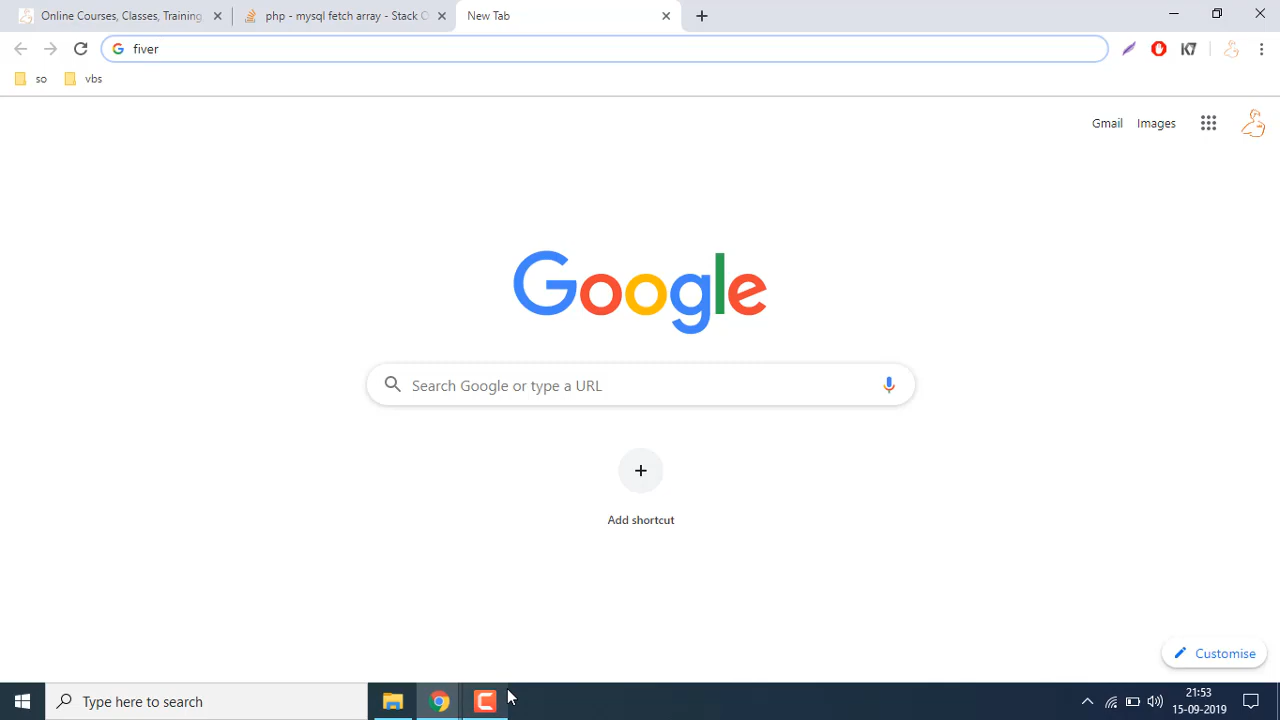 Online Courses, Classes, Training
php - mysql fetch array - Stack O
New Tab
fiver
K7
so
vbs
Gmail
Images
Google
Search Google or type a URL
Add shortcut
Customise
Type here to search
21:53
15-09-2019